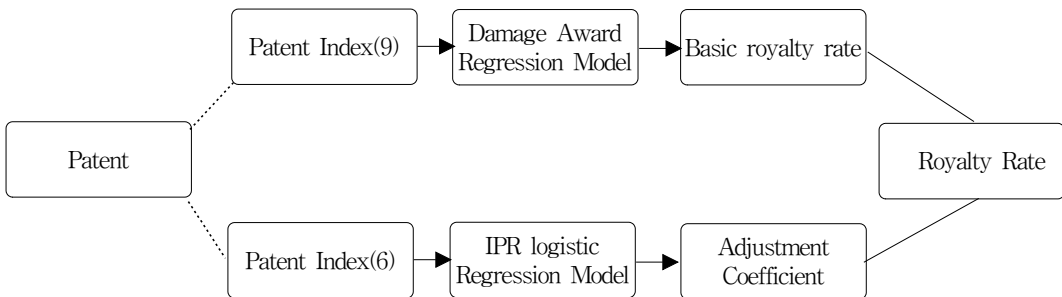 Patent Index(9)
Damage Award
Regression Model
Basic royalty rate
Patent
Royalty Rate
Patent Index(6)
IPR logistic
Regression Model
Adjustment
Coefficient